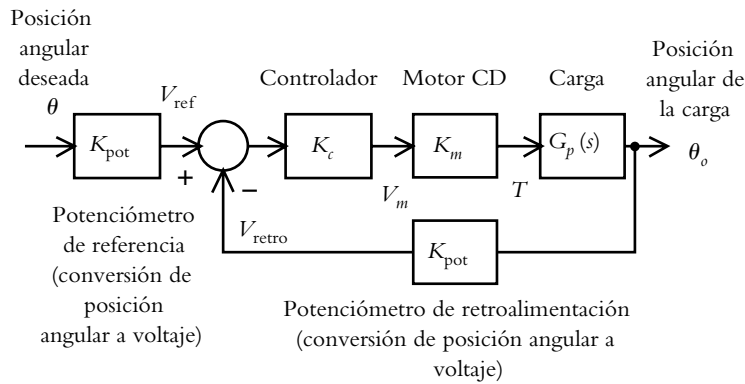 Posición
angular
deseada
θ
V_ref
K_pot
+
−
Potenciómetro
de referencia
(conversión de
posición
angular a voltaje)
Controlador
K_c
V_m
Motor CD
K_m
T
Carga
G_p (s)
Posición
angular de
la carga
θ_o
V_retro
K_pot
Potenciómetro de retroalimentación
(conversión de posición angular a
voltaje)